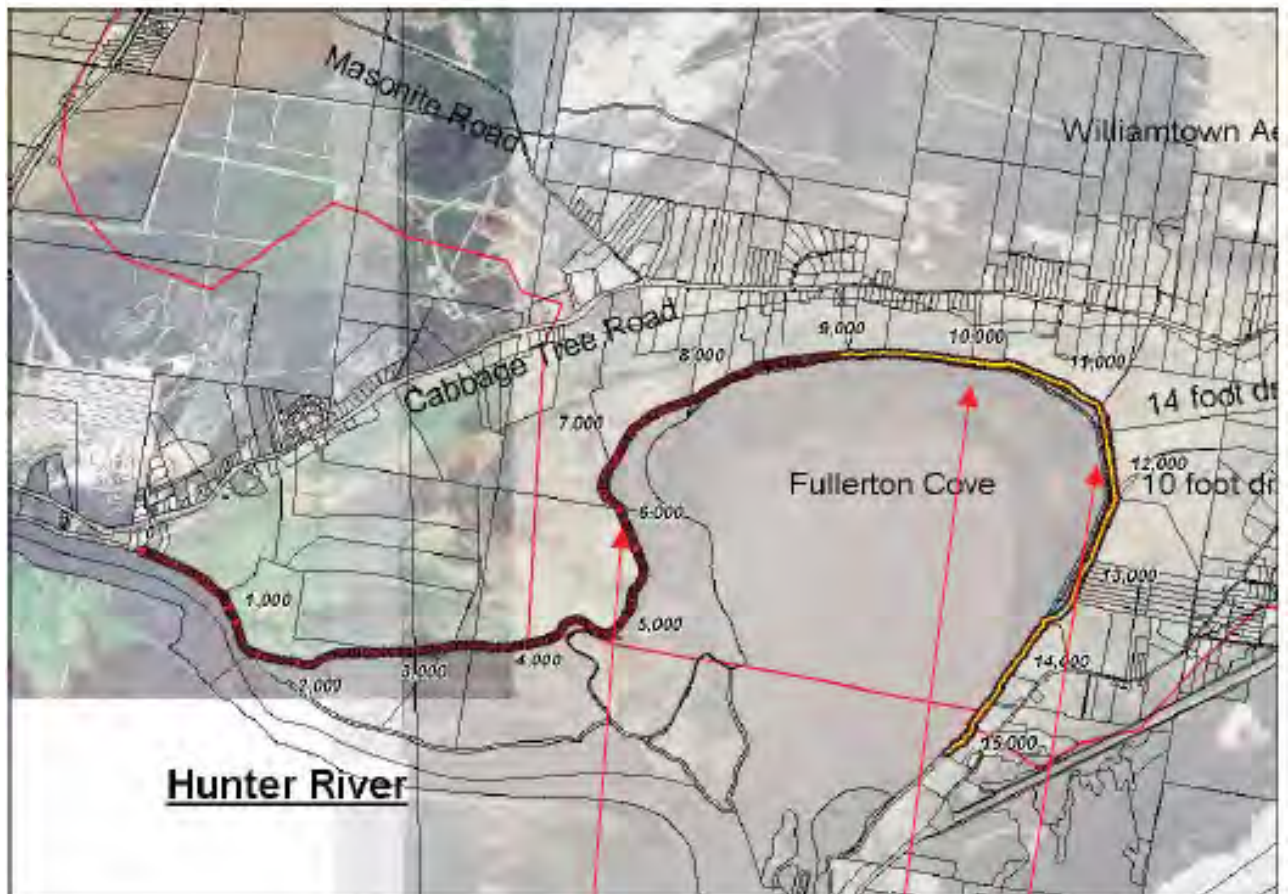 Masonite Road
Williamtown Ae
Cabbage Tree Road
9,000
10,000
8,000
11,000
14 foot dr
7,000
Fullerton Cove
12,000
10 foot dr
6,000
13,000
1,000
5,000
4,000
3,000
2,000
14,000
15,000
Hunter River